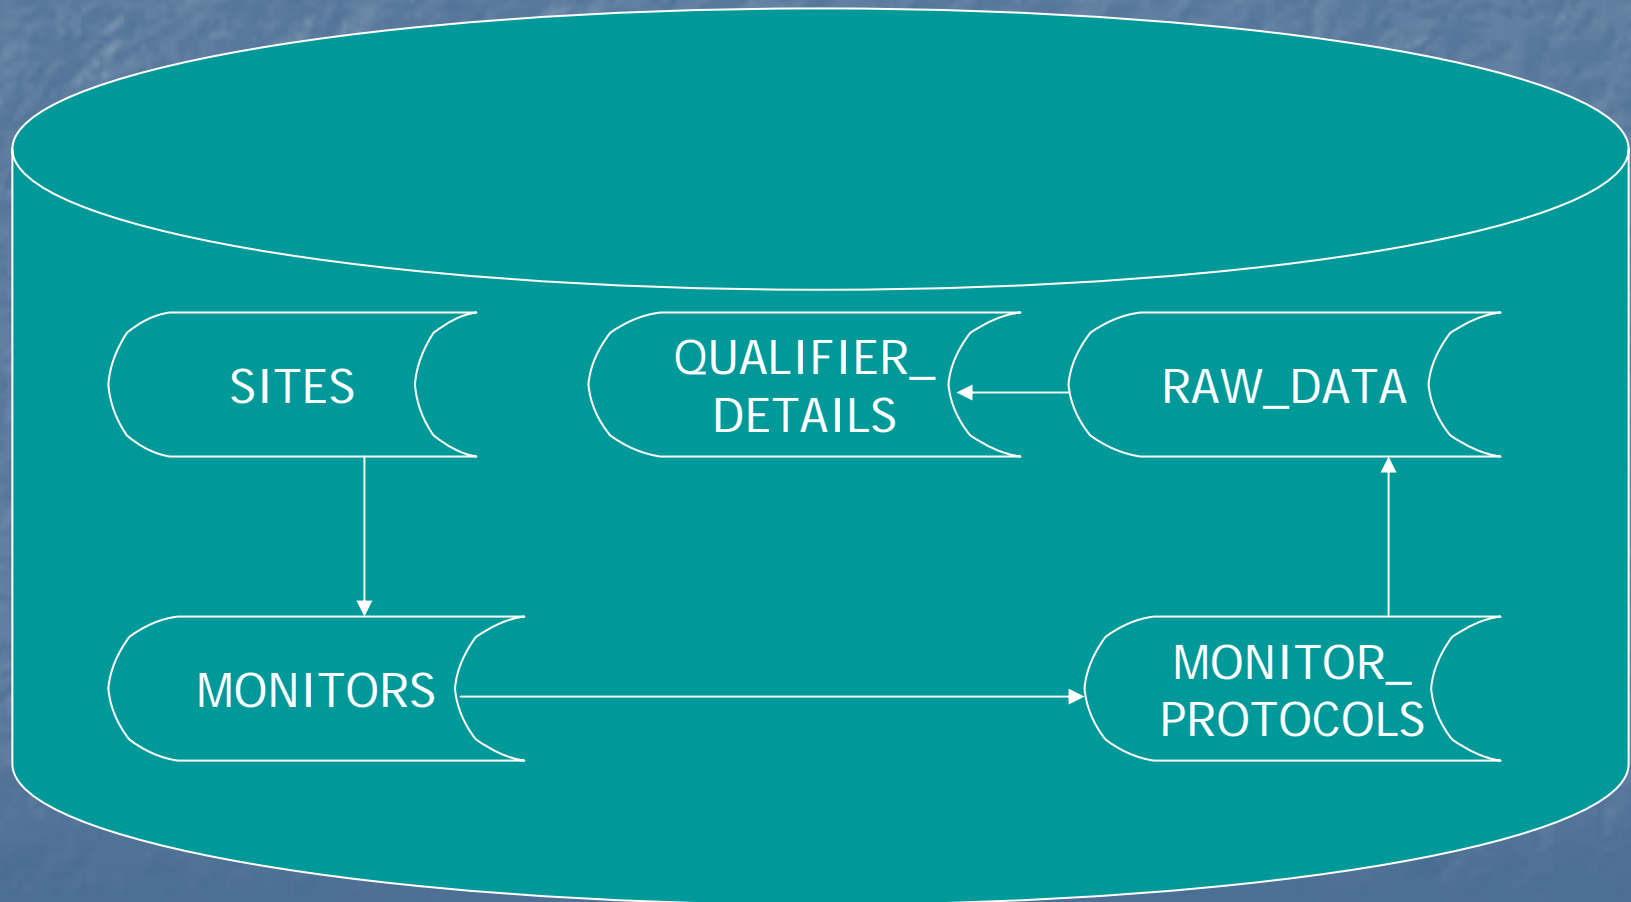 SITES
QUALIFIER_
DETAILS
RAW_DATA
MONITORS
MONITOR_
PROTOCOLS